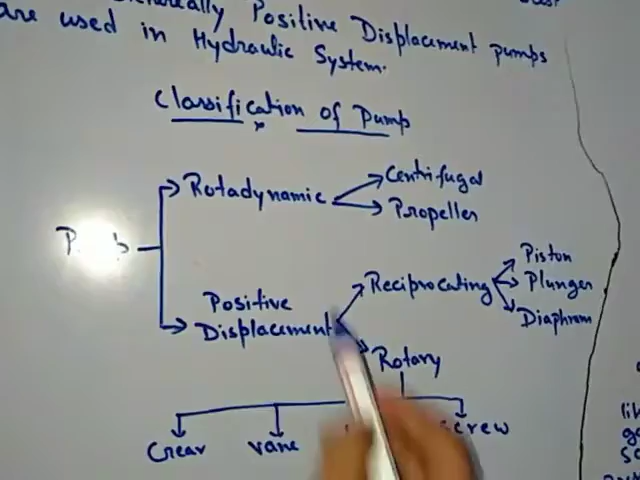 Positive Displacement pumps
are used in Hydraulic System.
Classification of Pump
Rotadynamic
Centrifugal
Propeller
Positive
Displacement
Reciprocating
Piston
Plunger
Diaphram
Rotary
Gear
vane